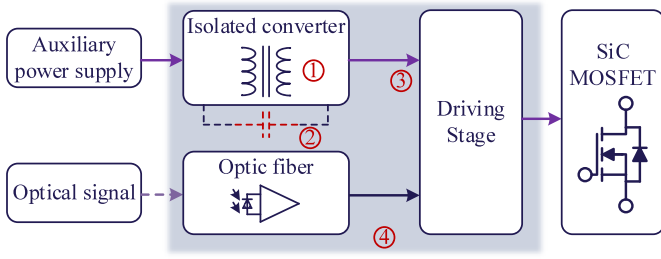 Auxiliary
power supply
Isolated converter
①
③
②
Optical signal
Optic fiber
④
Driving
Stage
SiC
MOSFET